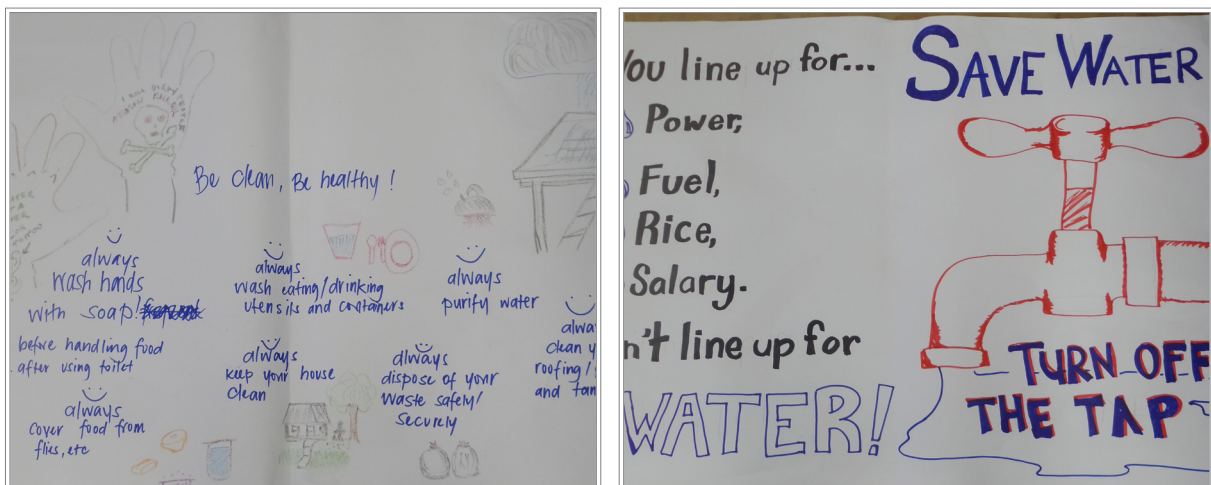 Be clean, Be healthy!
always
wash hands
with soap!
before handling food
after using toilet
always
cover food from
flies, etc
always
wash eating/drinking
utensils and containers
always
keep your house
clean
always
purify water
always
dispose of your
waste safely/
securely
alwa
clean y
roofing/
and tan
You line up for...
Power,
Fuel,
Rice,
Salary.
n't line up for
WATER!
SAVE WATER
TURN OFF
THE TAP